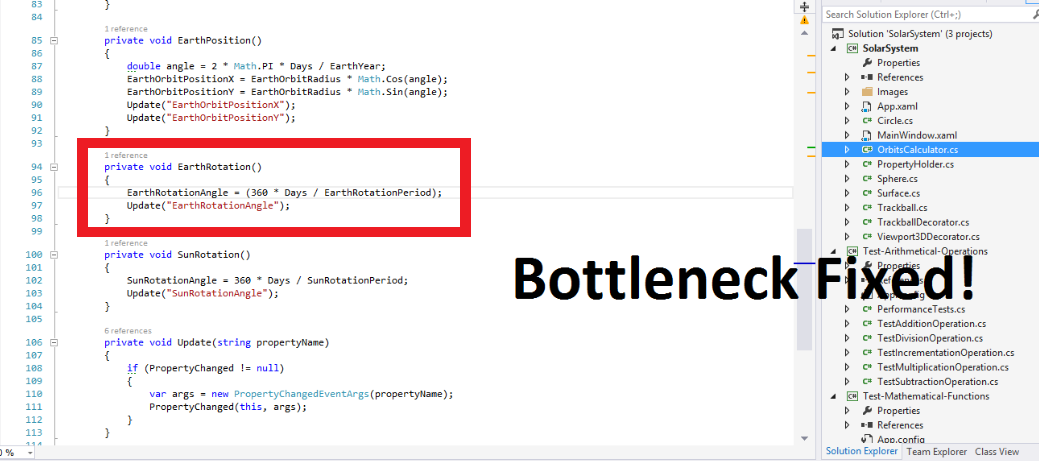 83 }
84
1 reference
85 private void EarthPosition()
86 {
87 double angle = 2 * Math.PI * Days / EarthYear;
88 EarthOrbitPositionX = EarthOrbitRadius * Math.Cos(angle);
89 EarthOrbitPositionY = EarthOrbitRadius * Math.Sin(angle);
90 Update("EarthOrbitPositionX");
91 Update("EarthOrbitPositionY");
92 }
93
1 reference
94 private void EarthRotation()
95 {
96 EarthRotationAngle = (360 * Days / EarthRotationPeriod);
97 Update("EarthRotationAngle");
98 }
99
1 reference
100 private void SunRotation()
101 {
102 SunRotationAngle = 360 * Days / SunRotationPeriod;
103 Update("SunRotationAngle");
104 }
105
6 references
106 private void Update(string propertyName)
107 {
108 if (PropertyChanged != null)
109 {
110 var args = new PropertyChangedEventArgs(propertyName);
111 PropertyChanged(this, args);
112 }
113 }
Bottleneck Fixed!
Search Solution Explorer (Ctrl+;)
Solution 'SolarSystem' (3 projects)
SolarSystem
Properties
References
Images
App.xaml
Circle.cs
MainWindow.xaml
OrbitsCalculator.cs
PropertyHolder.cs
Sphere.cs
Surface.cs
Trackball.cs
TrackballDecorator.cs
Viewport3DDecorator.cs
Test-Arithmetical-Operations
Properties
References
PerformanceTests.cs
TestAdditionOperation.cs
TestDivisionOperation.cs
TestIncrementationOperation.cs
TestMultiplicationOperation.cs
TestSubtractionOperation.cs
Test-Mathematical-Functions
Properties
References
App.config
Solution Explorer Team Explorer Class View